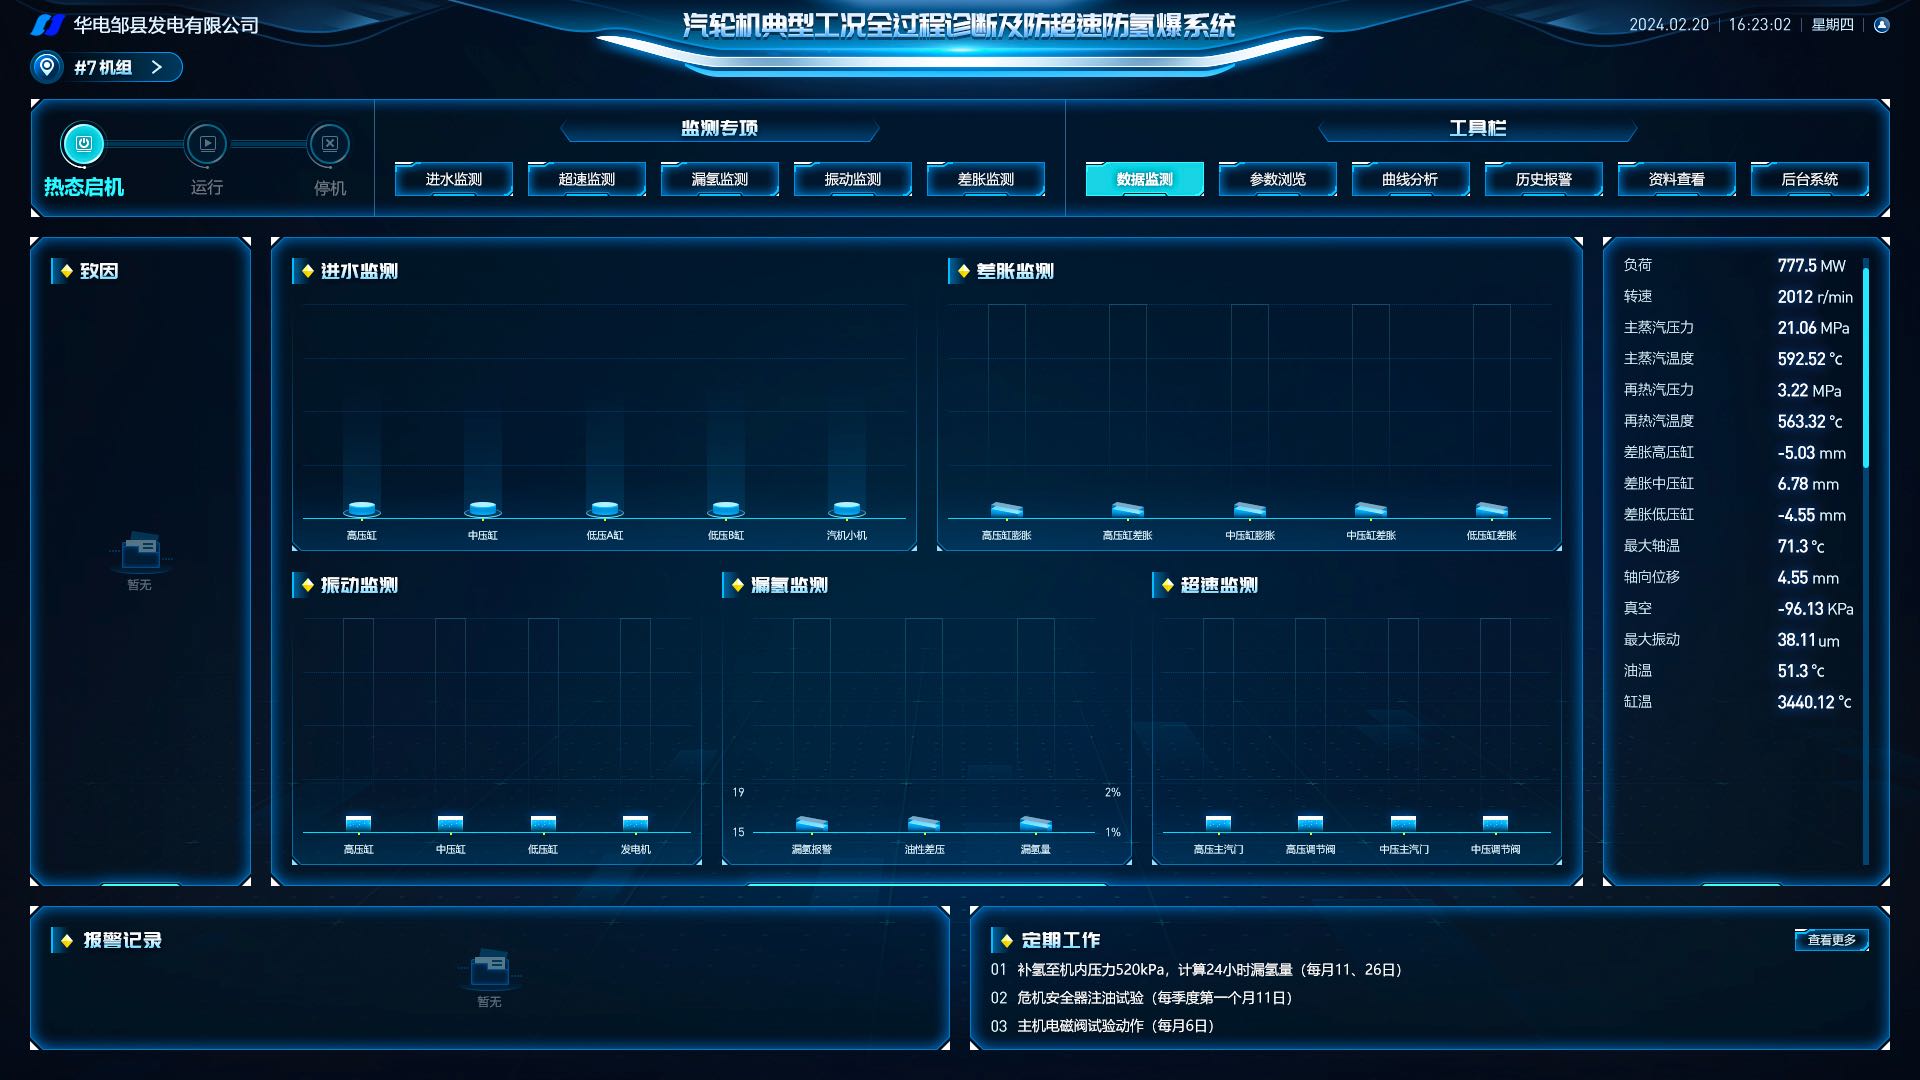 华电邹县发电有限公司
汽轮机典型工况全过程诊断及防超速防氢爆系统
2024.02.20 16:23:02 星期四
#7机组
热态启机
运行
停机
监测专项
进水监测 超速监测 漏氢监测 振动监测 差胀监测
工具栏
数据监测 参数浏览 曲线分析 历史报警 资料查看 后台系统
致因
暂无
进水监测
高压缸 中压缸 低压A缸 低压B缸 汽机小机
差胀监测
高压缸膨胀 高压缸差胀 中压缸膨胀 中压缸差胀 低压缸差胀
振动监测
高压缸 中压缸 低压缸 发电机
漏氢监测
19 2%
15 1%
漏氢报警 油性差压 漏氢量
超速监测
高压主汽门 高压调节阀 中压主汽门 中压调节阀
负荷 777.5 MW
转速 2012 r/min
主蒸汽压力 21.06 MPa
主蒸汽温度 592.52 ℃
再热汽压力 3.22 MPa
再热汽温度 563.32 ℃
差胀高压缸 -5.03 mm
差胀中压缸 6.78 mm
差胀低压缸 -4.55 mm
最大轴温 71.3 ℃
轴向位移 4.55 mm
真空 -96.13 KPa
最大振动 38.11 um
油温 51.3 ℃
缸温 3440.12 ℃
报警记录
暂无
定期工作
查看更多
01 补氢至机内压力520kPa，计算24小时漏氢量（每月11、26日）
02 危机安全器注油试验（每季度第一个月11日）
03 主机电磁阀试验动作（每月6日）